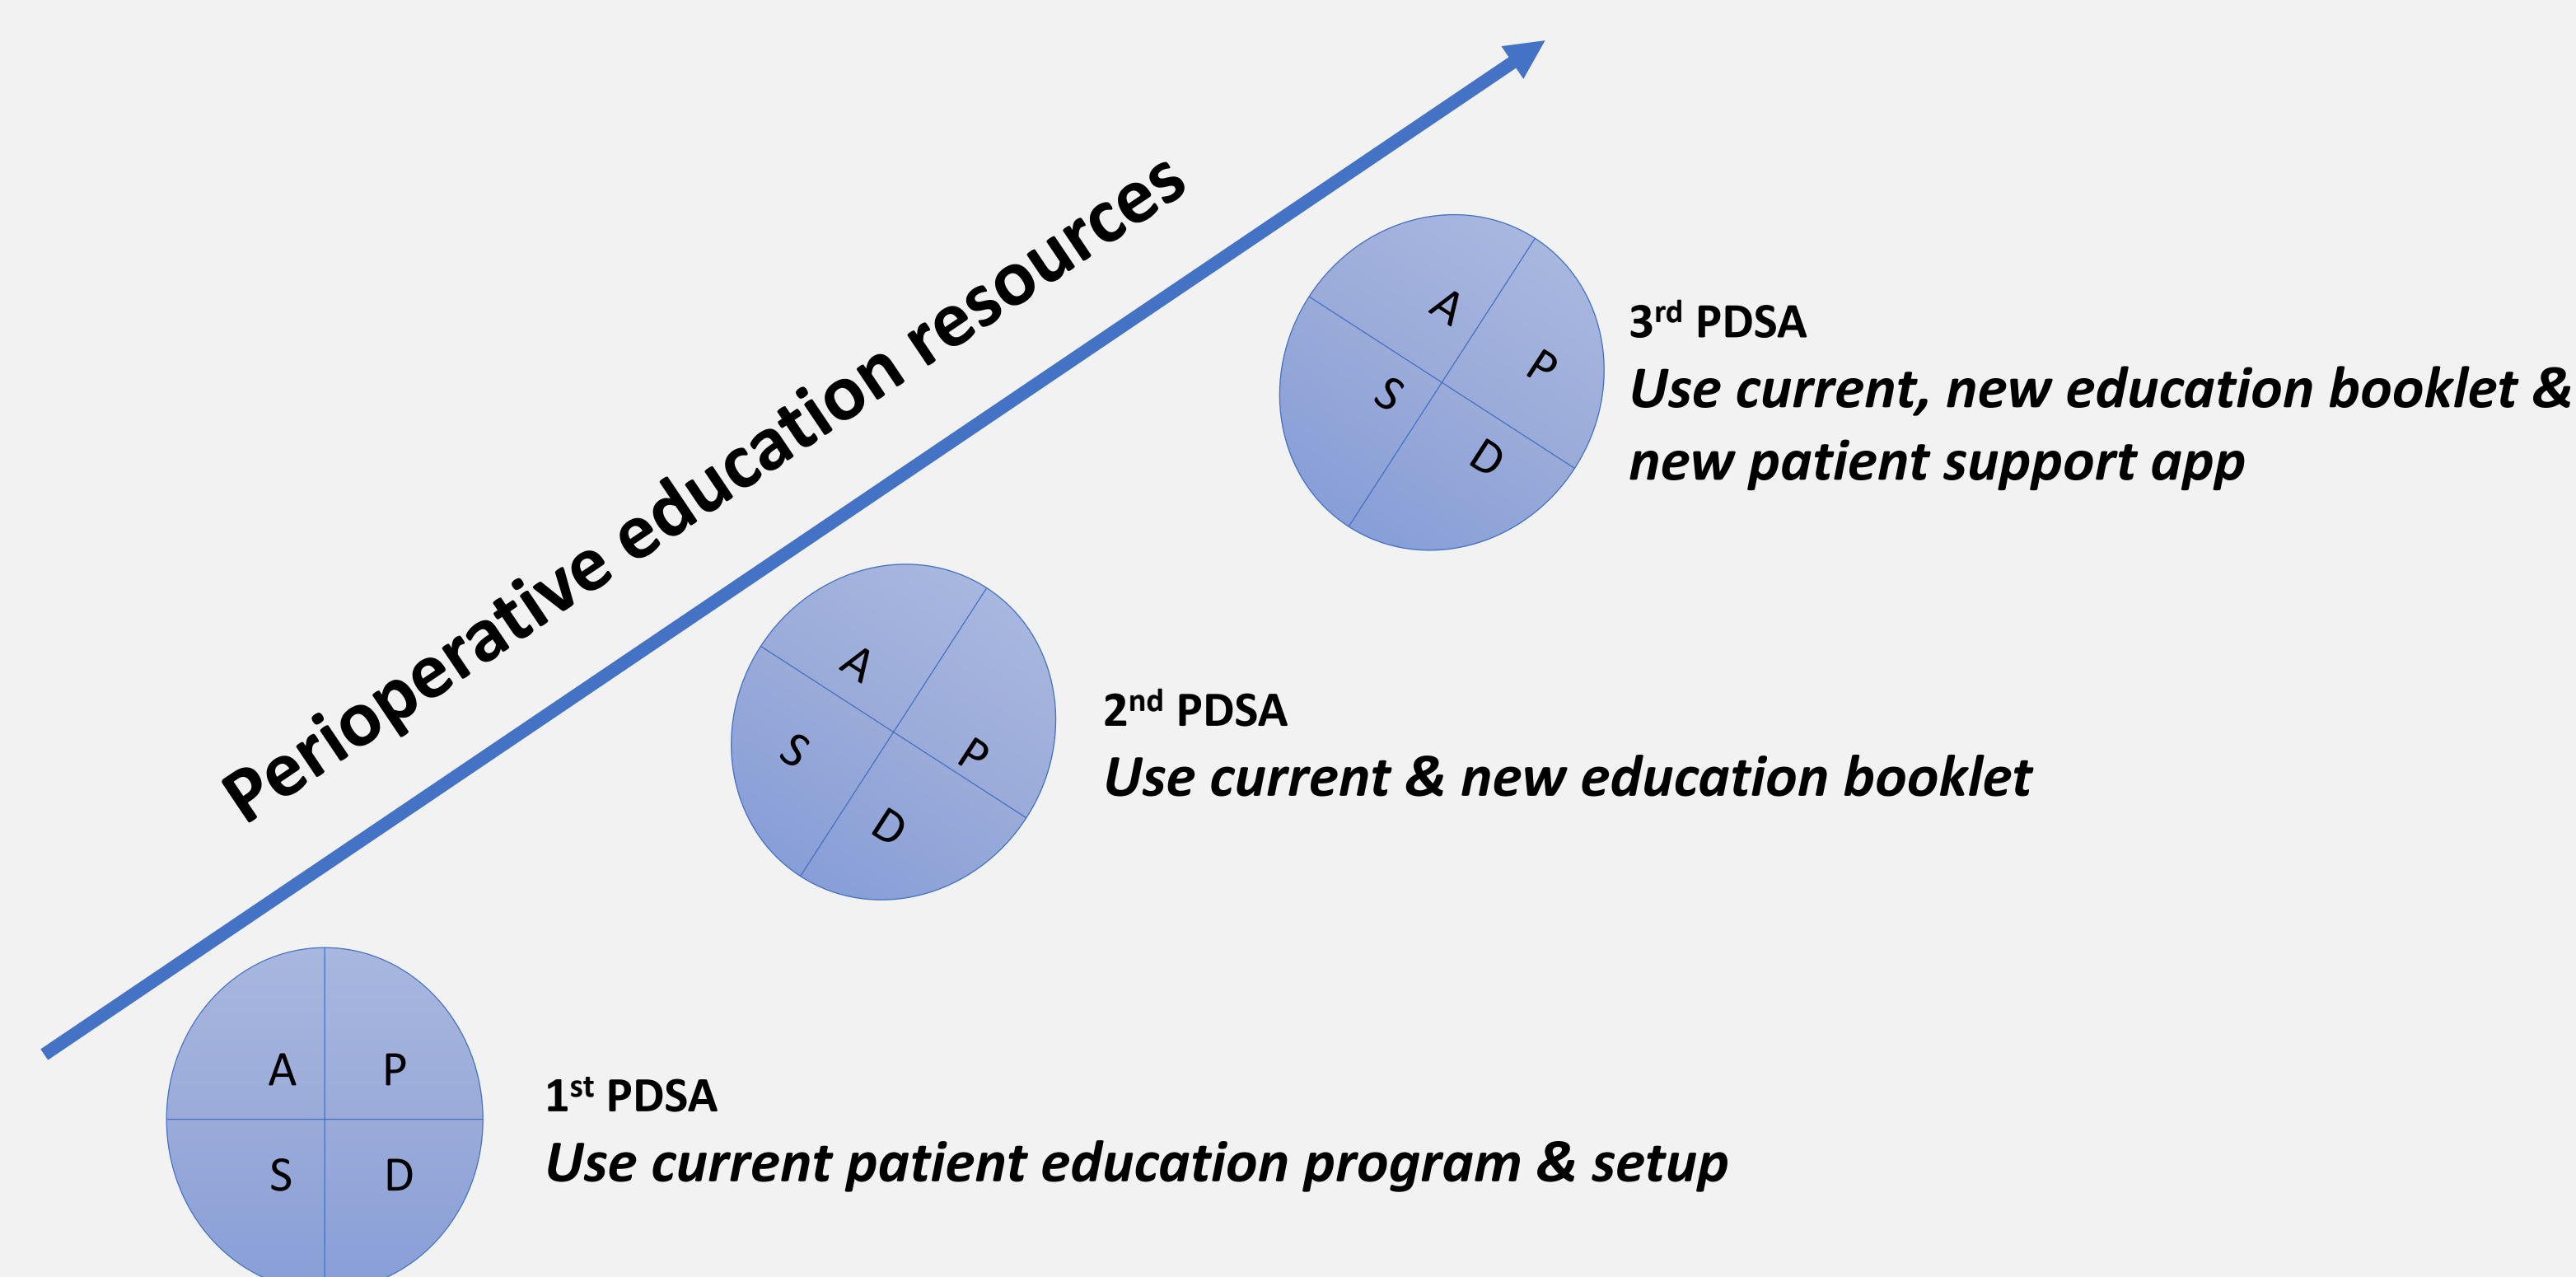 Perioperative education resources
A
P
S
D
3rd PDSA
Use current, new education booklet &
new patient support app
A
P
S
D
2nd PDSA
Use current & new education booklet
A P
S D
1st PDSA
Use current patient education program & setup